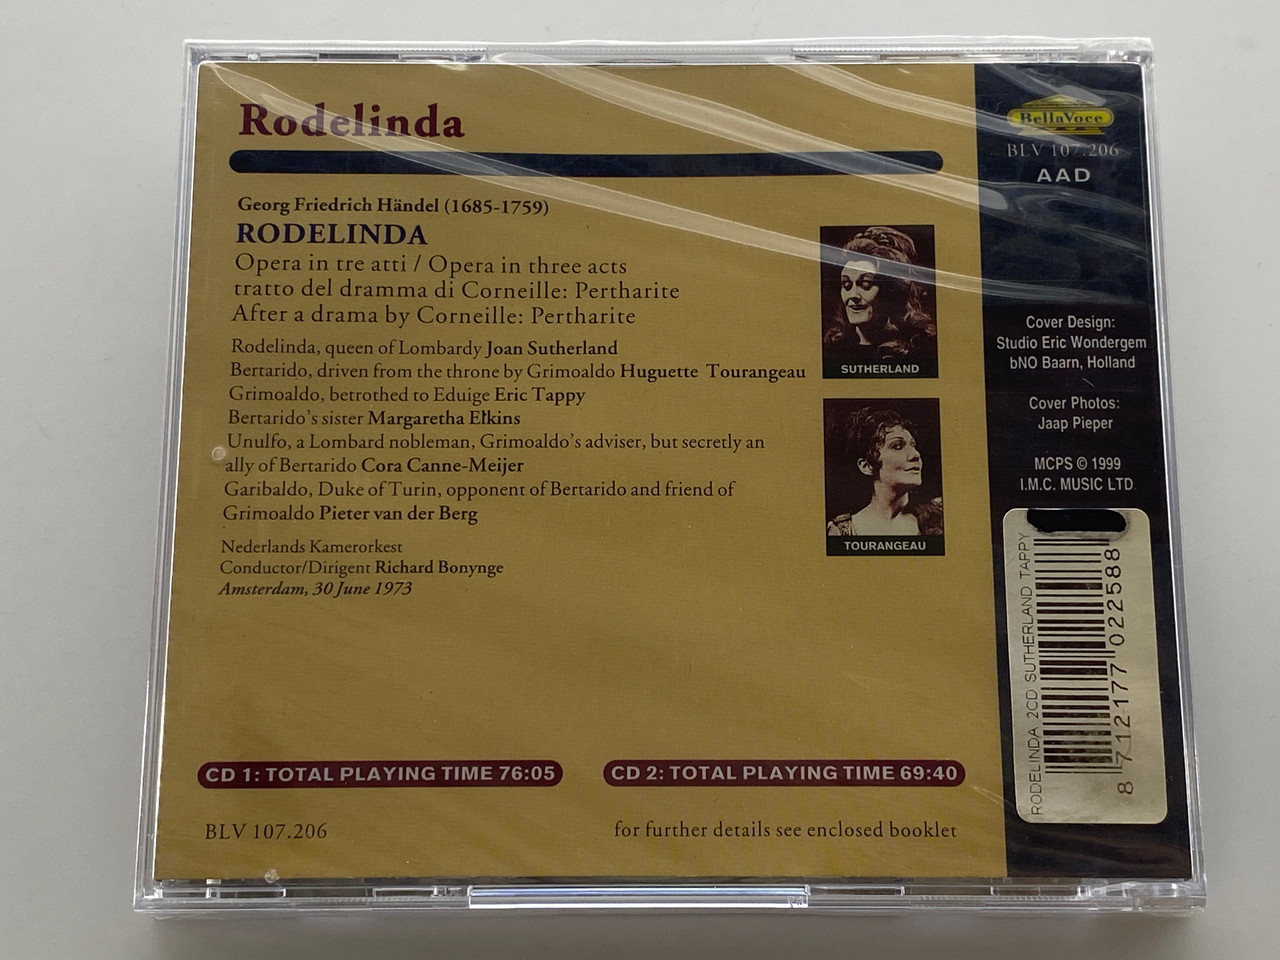 Rodelinda
Georg Friedrich Händel (1685-1759)
RODELINDA
Opera in tre atti / Opera in three acts
tratto del dramma di Corneille: Pertharite
After a drama by Corneille: Pertharite
Rodelinda, queen of Lombardy Joan Sutherland
Bertarido, driven from the throne by Grimoaldo Huguette Tourangeau
Grimoaldo, betrothed to Eduige Eric Tappy
Bertarido's sister Margaretha Elkins
Unulfo, a Lombard nobleman, Grimoaldo's adviser, but secretly an
ally of Bertarido Cora Canne-Meijer
Garibaldo, Duke of Turin, opponent of Bertarido and friend of
Grimoaldo Pieter van der Berg
Nederlands Kamerorkest
Conductor/Dirigent Richard Bonynge
Amsterdam, 30 June 1973
SUTHERLAND
TOURANGEAU
CD 1: TOTAL PLAYING TIME 76:05
CD 2: TOTAL PLAYING TIME 69:40
BLV 107.206
for further details see enclosed booklet
BellaVoce
BLV 107.206
AAD
Cover Design:
Studio Eric Wondergem
bNO Baarn, Holland
Cover Photos:
Jaap Pieper
MCPS © 1999
I.M.C. MUSIC LTD.
RODELINDA 2CD SUTHERLAND TAPPY
8 712177 022588